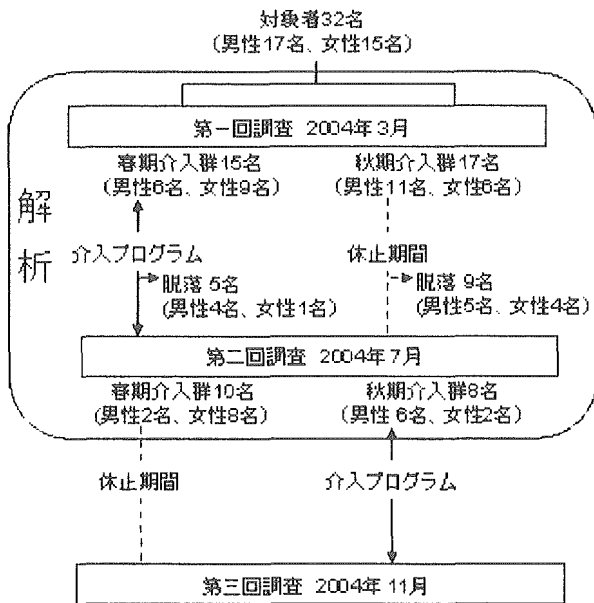 対象者32名
(男性17名、女性15名)
第一回調査 2004年3月
春期介入群15名 秋期介入群17名
(男性6名、女性9名) (男性11名、女性6名)
解析
介入プログラム 休止期間
脱落 5名 脱落 9名
(男性4名、女性1名) (男性5名、女性4名)
第二回調査 2004年7月
春期介入群10名 秋期介入群8名
(男性2名、女性8名) (男性 6名、女性2名)
休止期間 介入プログラム
第三回調査 2004年 11月